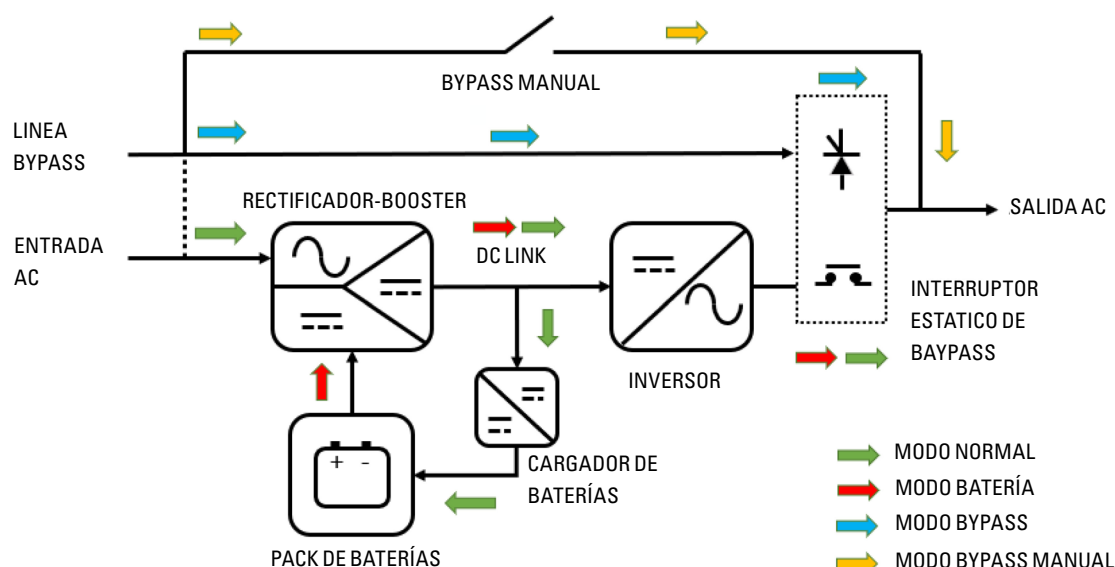 BYPASS MANUAL
LINEA
BYPASS
RECTIFICADOR-BOOSTER
SALIDA AC
ENTRADA
AC
DC LINK
INTERRUPTOR
ESTATICO DE
BAYPASS
INVERSOR
+ -
CARGADOR DE
BATERÍAS
PACK DE BATERÍAS
MODO NORMAL
MODO BATERÍA
MODO BYPASS
MODO BYPASS MANUAL